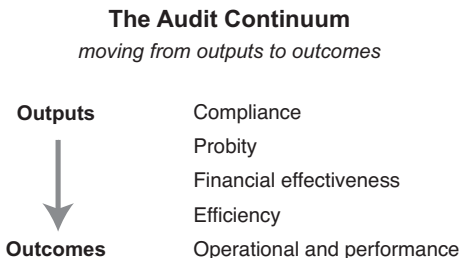 The Audit Continuum
moving from outputs to outcomes
Outputs Compliance
Probity
Financial effectiveness
Efficiency
Outcomes Operational and performance